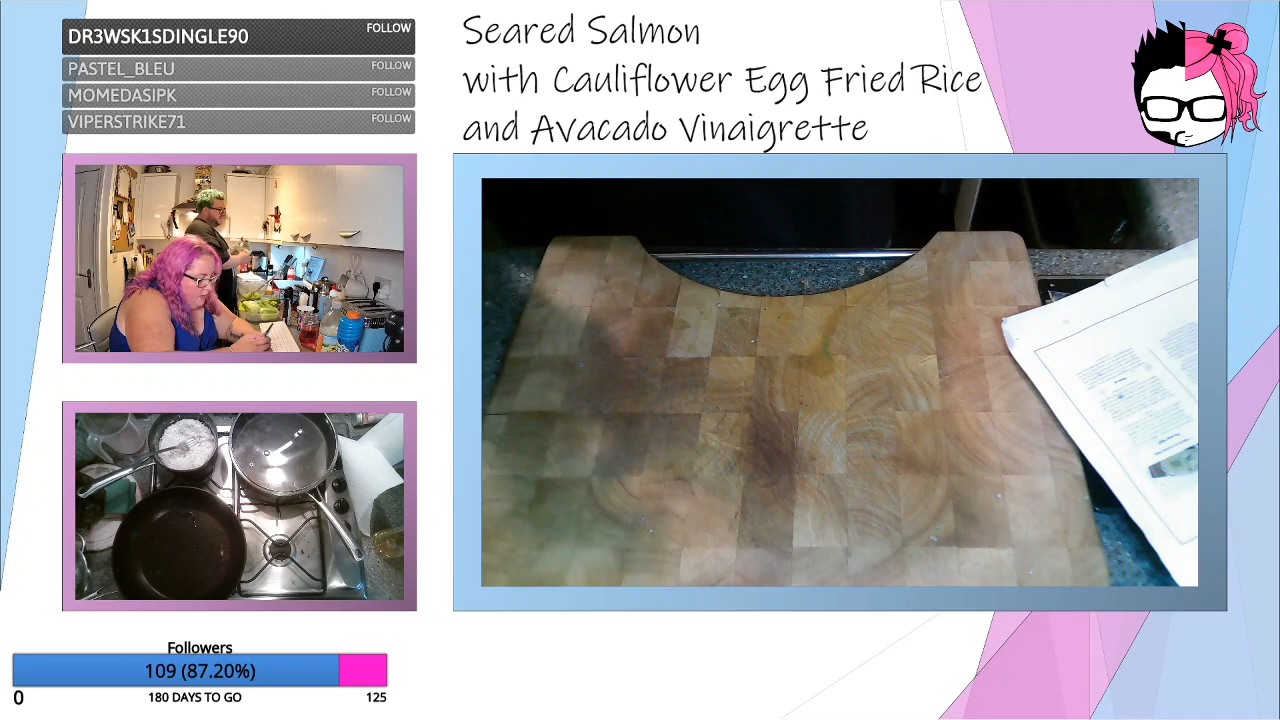 DR3WSK1SDINGLE90 FOLLOW
PASTEL_BLEU FOLLOW
MOMEDASIPK FOLLOW
VIPERSTRIKE71 FOLLOW
Seared Salmon
with Cauliflower Egg Fried Rice
and Avacado Vinaigrette
Followers
109 (87.20%)
0 180 DAYS TO GO 125